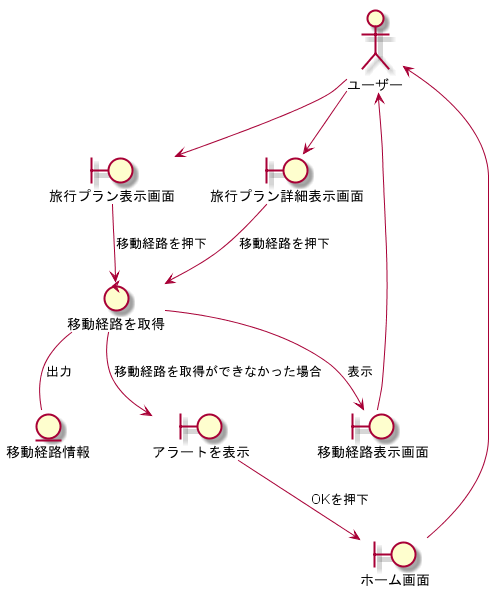 ユーザー
旅行プラン表示画面
旅行プラン詳細表示画面
移動経路を押下
移動経路を押下
移動経路を取得
出力
移動経路を取得ができなかった場合
表示
移動経路情報
アラートを表示
移動経路表示画面
OKを押下
ホーム画面